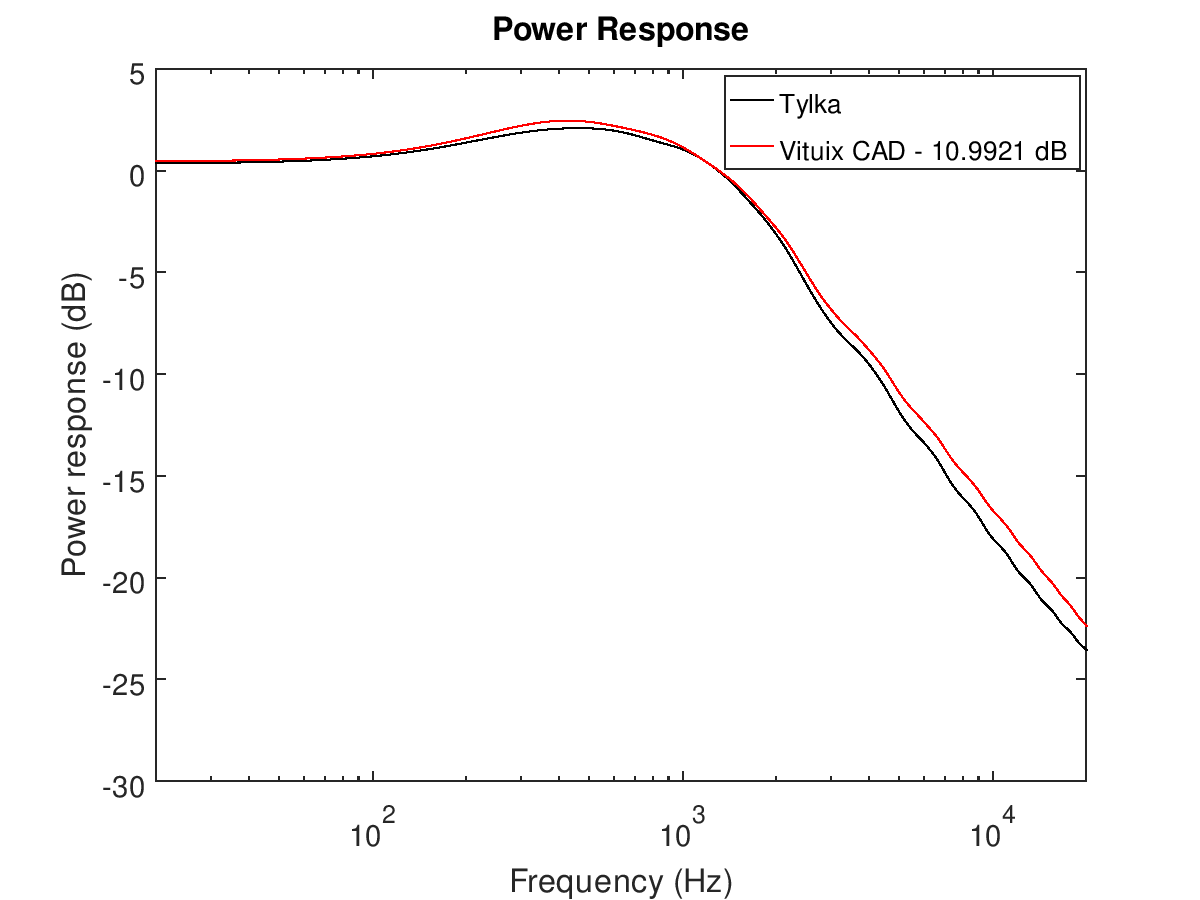 Power Response
Tylka
Vituix CAD - 10.9921 dB
5
0
-5
-10
-15
-20
-25
-30
Power response (dB)
10^2
10^3
10^4
Frequency (Hz)